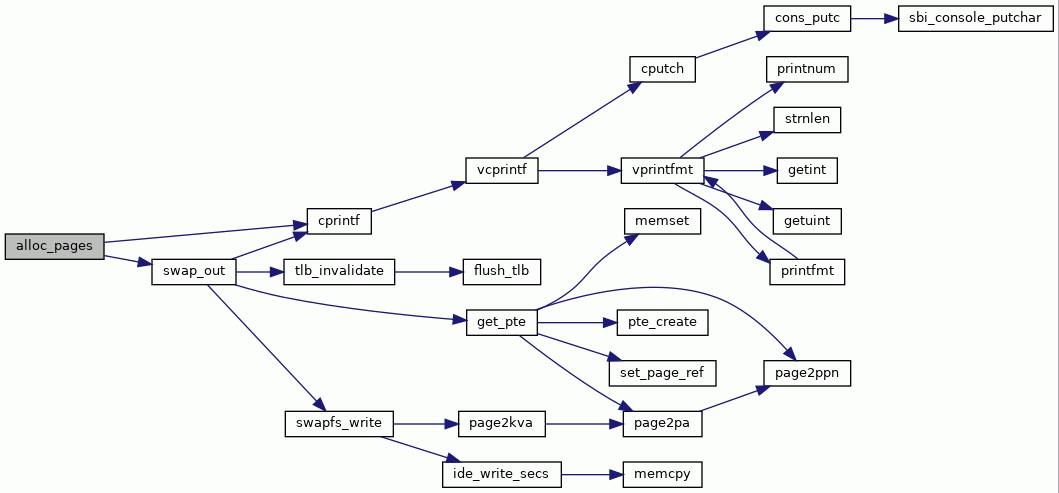 cons_putc
sbi_console_putchar
cputch
printnum
strnlen
vcprintf
vprintfmt
getint
cprintf
memset
getuint
alloc_pages
swap_out
tlb_invalidate
flush_tlb
printfmt
get_pte
pte_create
set_page_ref
page2ppn
swapfs_write
page2kva
page2pa
ide_write_secs
memcpy